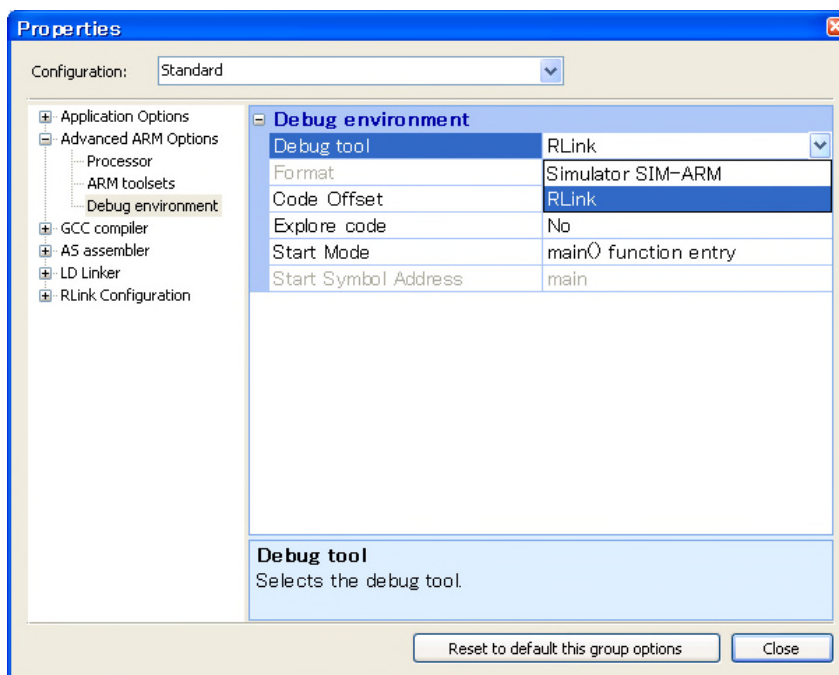 Properties
Configuration: Standard
Application Options
Advanced ARM Options
Processor
ARM toolsets
Debug environment
GCC compiler
AS assembler
LD Linker
RLink Configuration
Debug environment
Debug tool RLink
Format Simulator SIM-ARM
Code Offset RLink
Explore code No
Start Mode main() function entry
Start Symbol Address main
Debug tool
Selects the debug tool.
Reset to default this group options Close